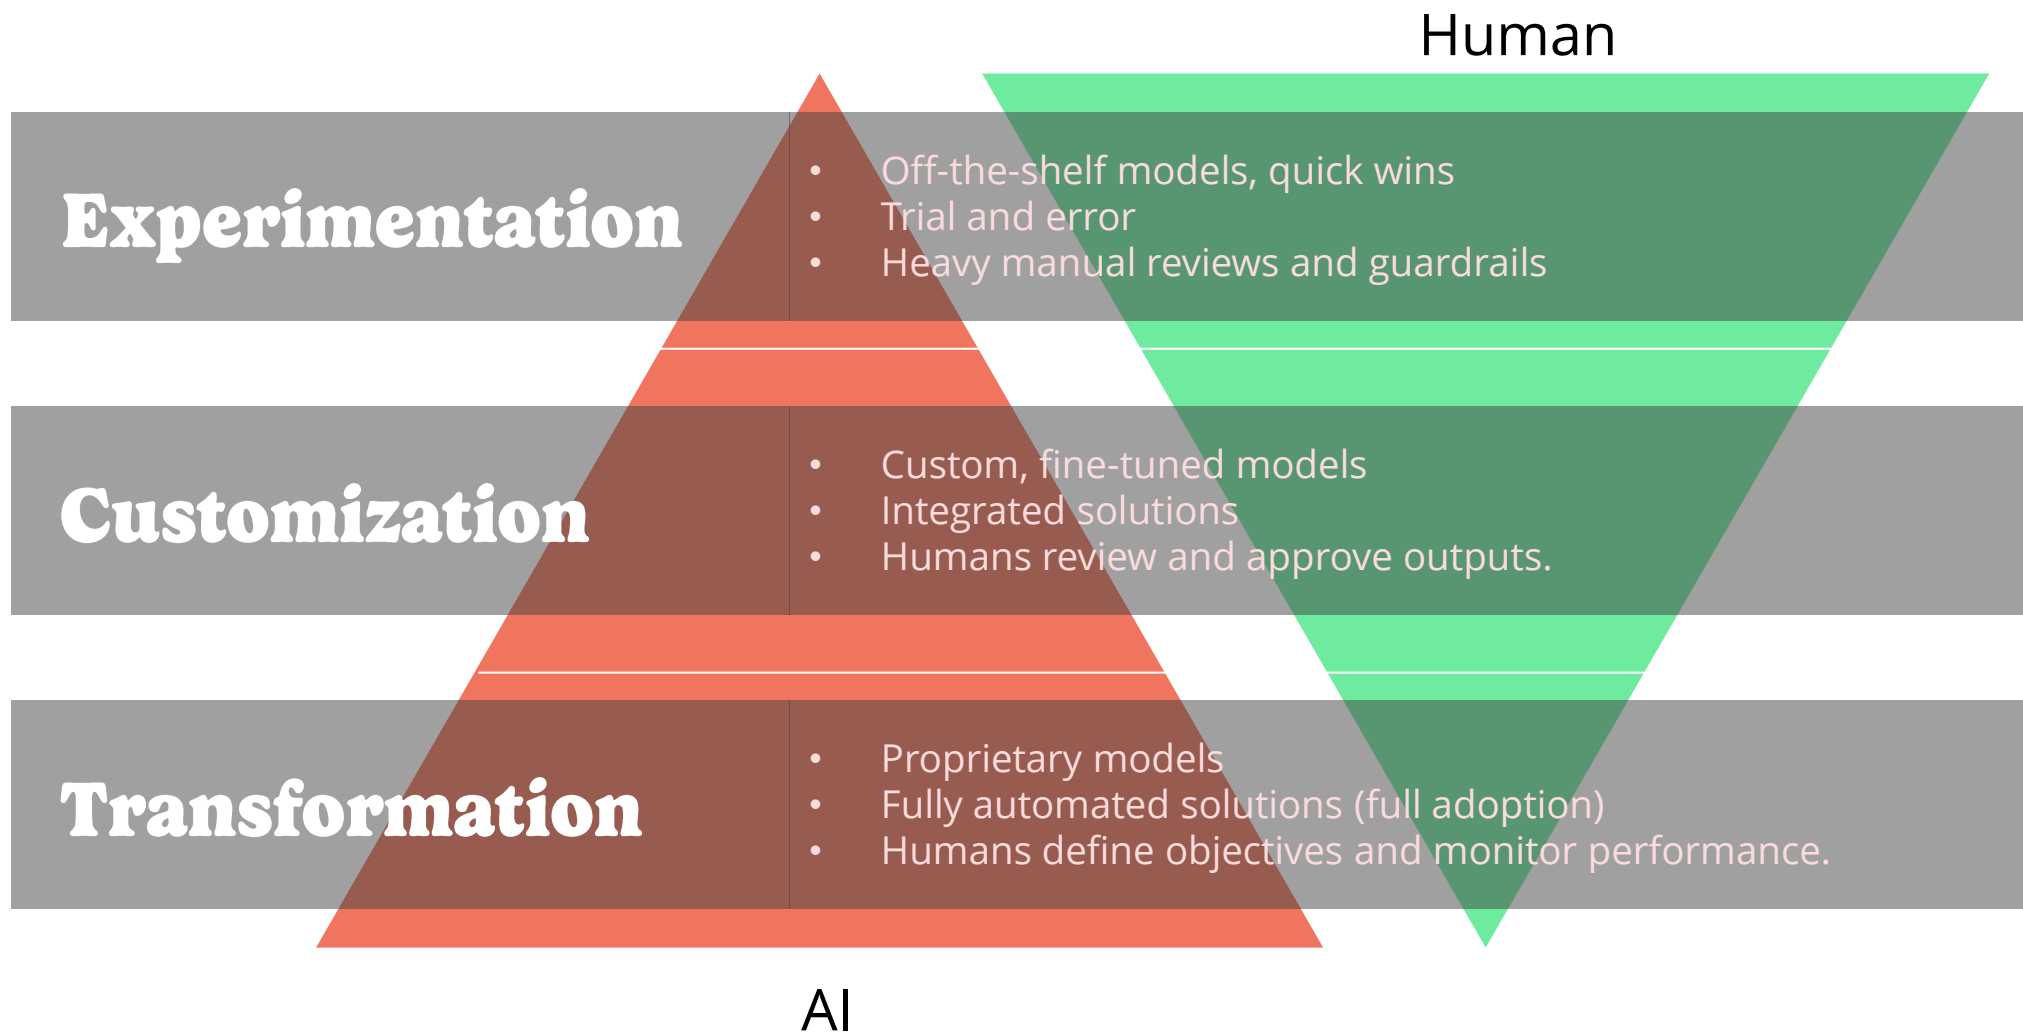 Human
Experimentation
• Off-the-shelf models, quick wins
• Trial and error
• Heavy manual reviews and guardrails
Customization
• Custom, fine-tuned models
• Integrated solutions
• Humans review and approve outputs.
Transformation
• Proprietary models
• Fully automated solutions (full adoption)
• Humans define objectives and monitor performance.
AI